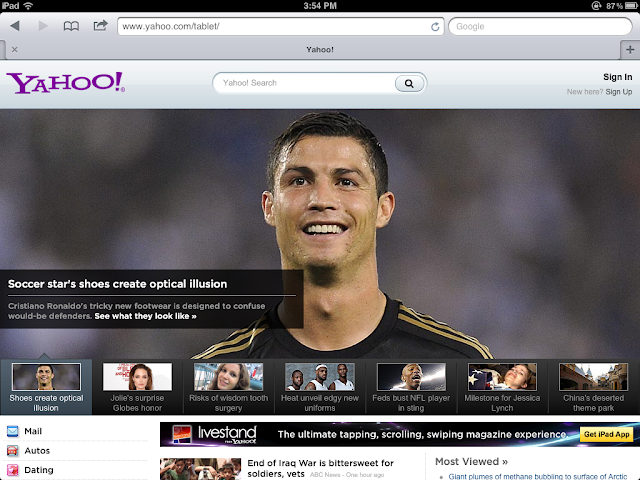 iPad
3:54 PM
87%
www.yahoo.com/tablet/
Google
Yahoo!
YAHOO!®
Yahoo! Search
Sign In
New here? Sign Up
Soccer star's shoes create optical illusion
Cristiano Ronaldo's tricky new footwear is designed to confuse
would-be defenders. See what they look like »
Shoes create optical
illusion
Jolie's surprise
Globes honor
Risks of wisdom tooth
surgery
Heat unveil edgy new
uniforms
Feds bust NFL player
in sting
Milestone for Jessica
Lynch
China's deserted
theme park
Mail
Autos
Dating
livestand
FROM YAHOO!
The ultimate tapping, scrolling, swiping magazine experience.
Get iPad App
End of Iraq War is bittersweet for
soldiers, vets ABC News - One hour ago
Most Viewed »
Giant plumes of methane bubbling to surface of Arctic